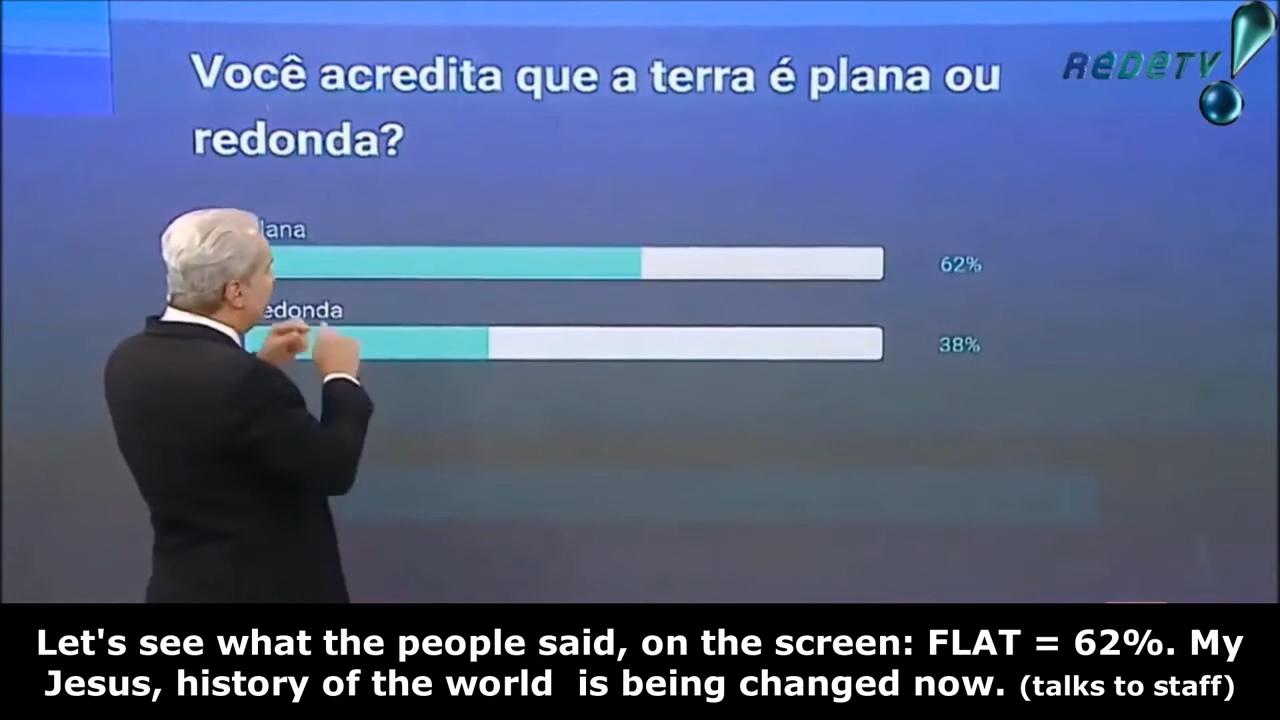 Você acredita que a terra é plana ou
redonda?
REDETV!
lana
62%
edonda
38%
Let's see what the people said, on the screen: FLAT = 62%. My
Jesus, history of the world is being changed now. (talks to staff)